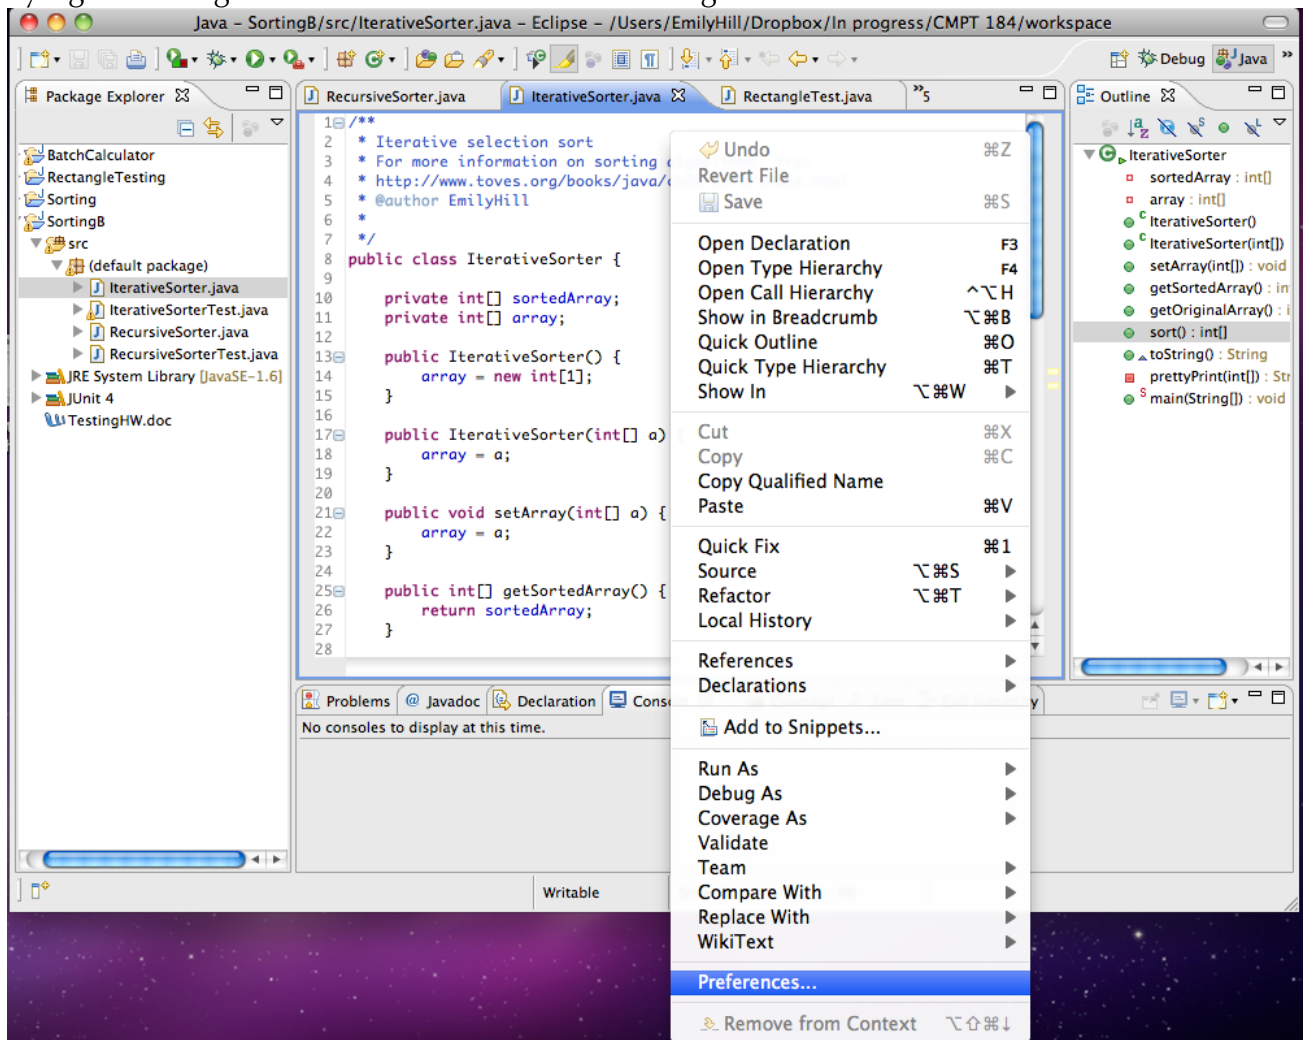 Java – SortingB/src/IterativeSorter.java – Eclipse – /Users/EmilyHill/Dropbox/In progress/CMPT 184/workspace
Debug Java »
Package Explorer
RecursiveSorter.java IterativeSorter.java RectangleTest.java »5
Outline
BatchCalculator
RectangleTesting
Sorting
SortingB
src
(default package)
IterativeSorter.java
IterativeSorterTest.java
RecursiveSorter.java
RecursiveSorterTest.java
JRE System Library [JavaSE-1.6]
JUnit 4
TestingHW.doc
1 /**
2 * Iterative selection sort
3 * For more information on sorting
4 * http://www.toves.org/books/java/
5 * @author EmilyHill
6 *
7 */
8 public class IterativeSorter {
9
10 private int[] sortedArray;
11 private int[] array;
12
13 public IterativeSorter() {
14 array = new int[1];
15 }
16
17 public IterativeSorter(int[] a)
18 array = a;
19 }
20
21 public void setArray(int[] a) {
22 array = a;
23 }
24
25 public int[] getSortedArray() {
26 return sortedArray;
27 }
28
Undo ⌘Z
Revert File
Save ⌘S
Open Declaration F3
Open Type Hierarchy F4
Open Call Hierarchy ^⌥H
Show in Breadcrumb ⌥⌘B
Quick Outline ⌘O
Quick Type Hierarchy ⌘T
Show In ⌥⌘W
Cut ⌘X
Copy ⌘C
Copy Qualified Name
Paste ⌘V
Quick Fix ⌘1
Source ⌥⌘S
Refactor ⌥⌘T
Local History
References
Declarations
Add to Snippets...
Run As
Debug As
Coverage As
Validate
Team
Compare With
Replace With
WikiText
Preferences...
Remove from Context ⌥⇧⌘↓
IterativeSorter
sortedArray : int[]
array : int[]
IterativeSorter()
IterativeSorter(int[])
setArray(int[]) : void
getSortedArray() : in
getOriginalArray() : i
sort() : int[]
toString() : String
prettyPrint(int[]) : Str
main(String[]) : void
Problems @ Javadoc Declaration Conso
No consoles to display at this time.
Writable